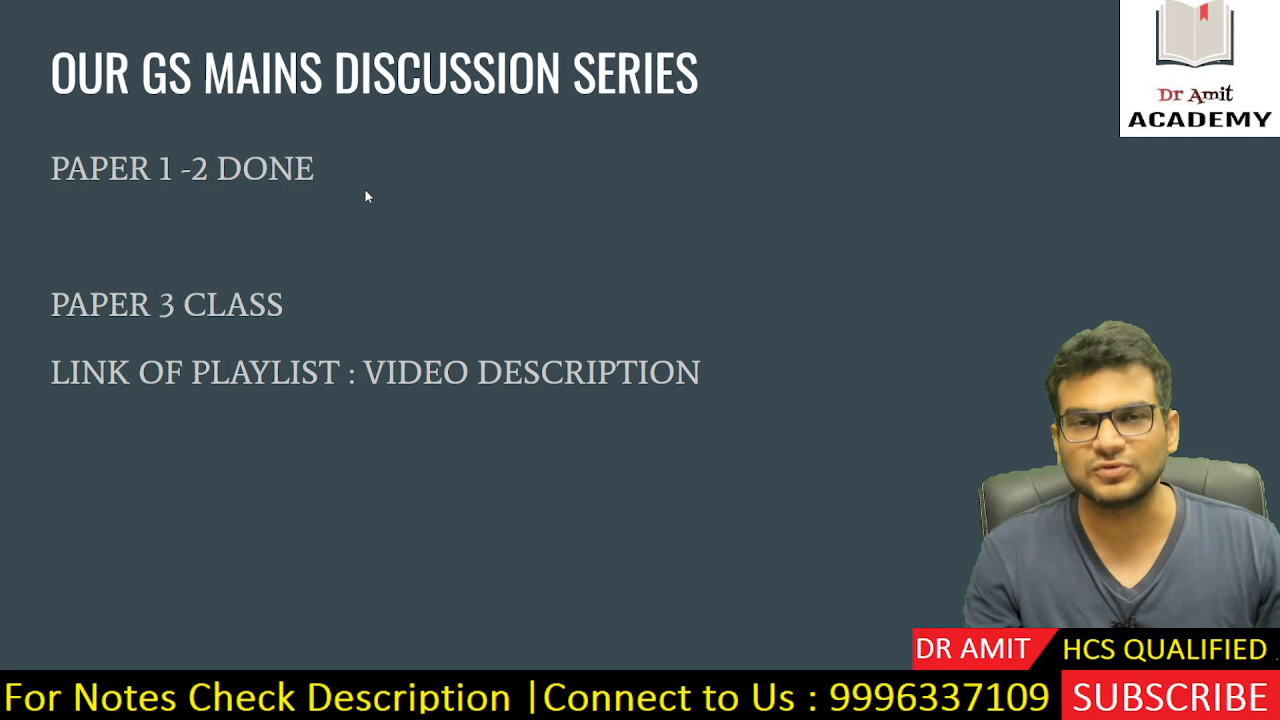 OUR GS MAINS DISCUSSION SERIES
Dr Amit
ACADEMY
PAPER 1 -2 DONE
PAPER 3 CLASS
LINK OF PLAYLIST : VIDEO DESCRIPTION
DR AMIT
HCS QUALIFIED
For Notes Check Description |Connect to Us : 9996337109
SUBSCRIBE